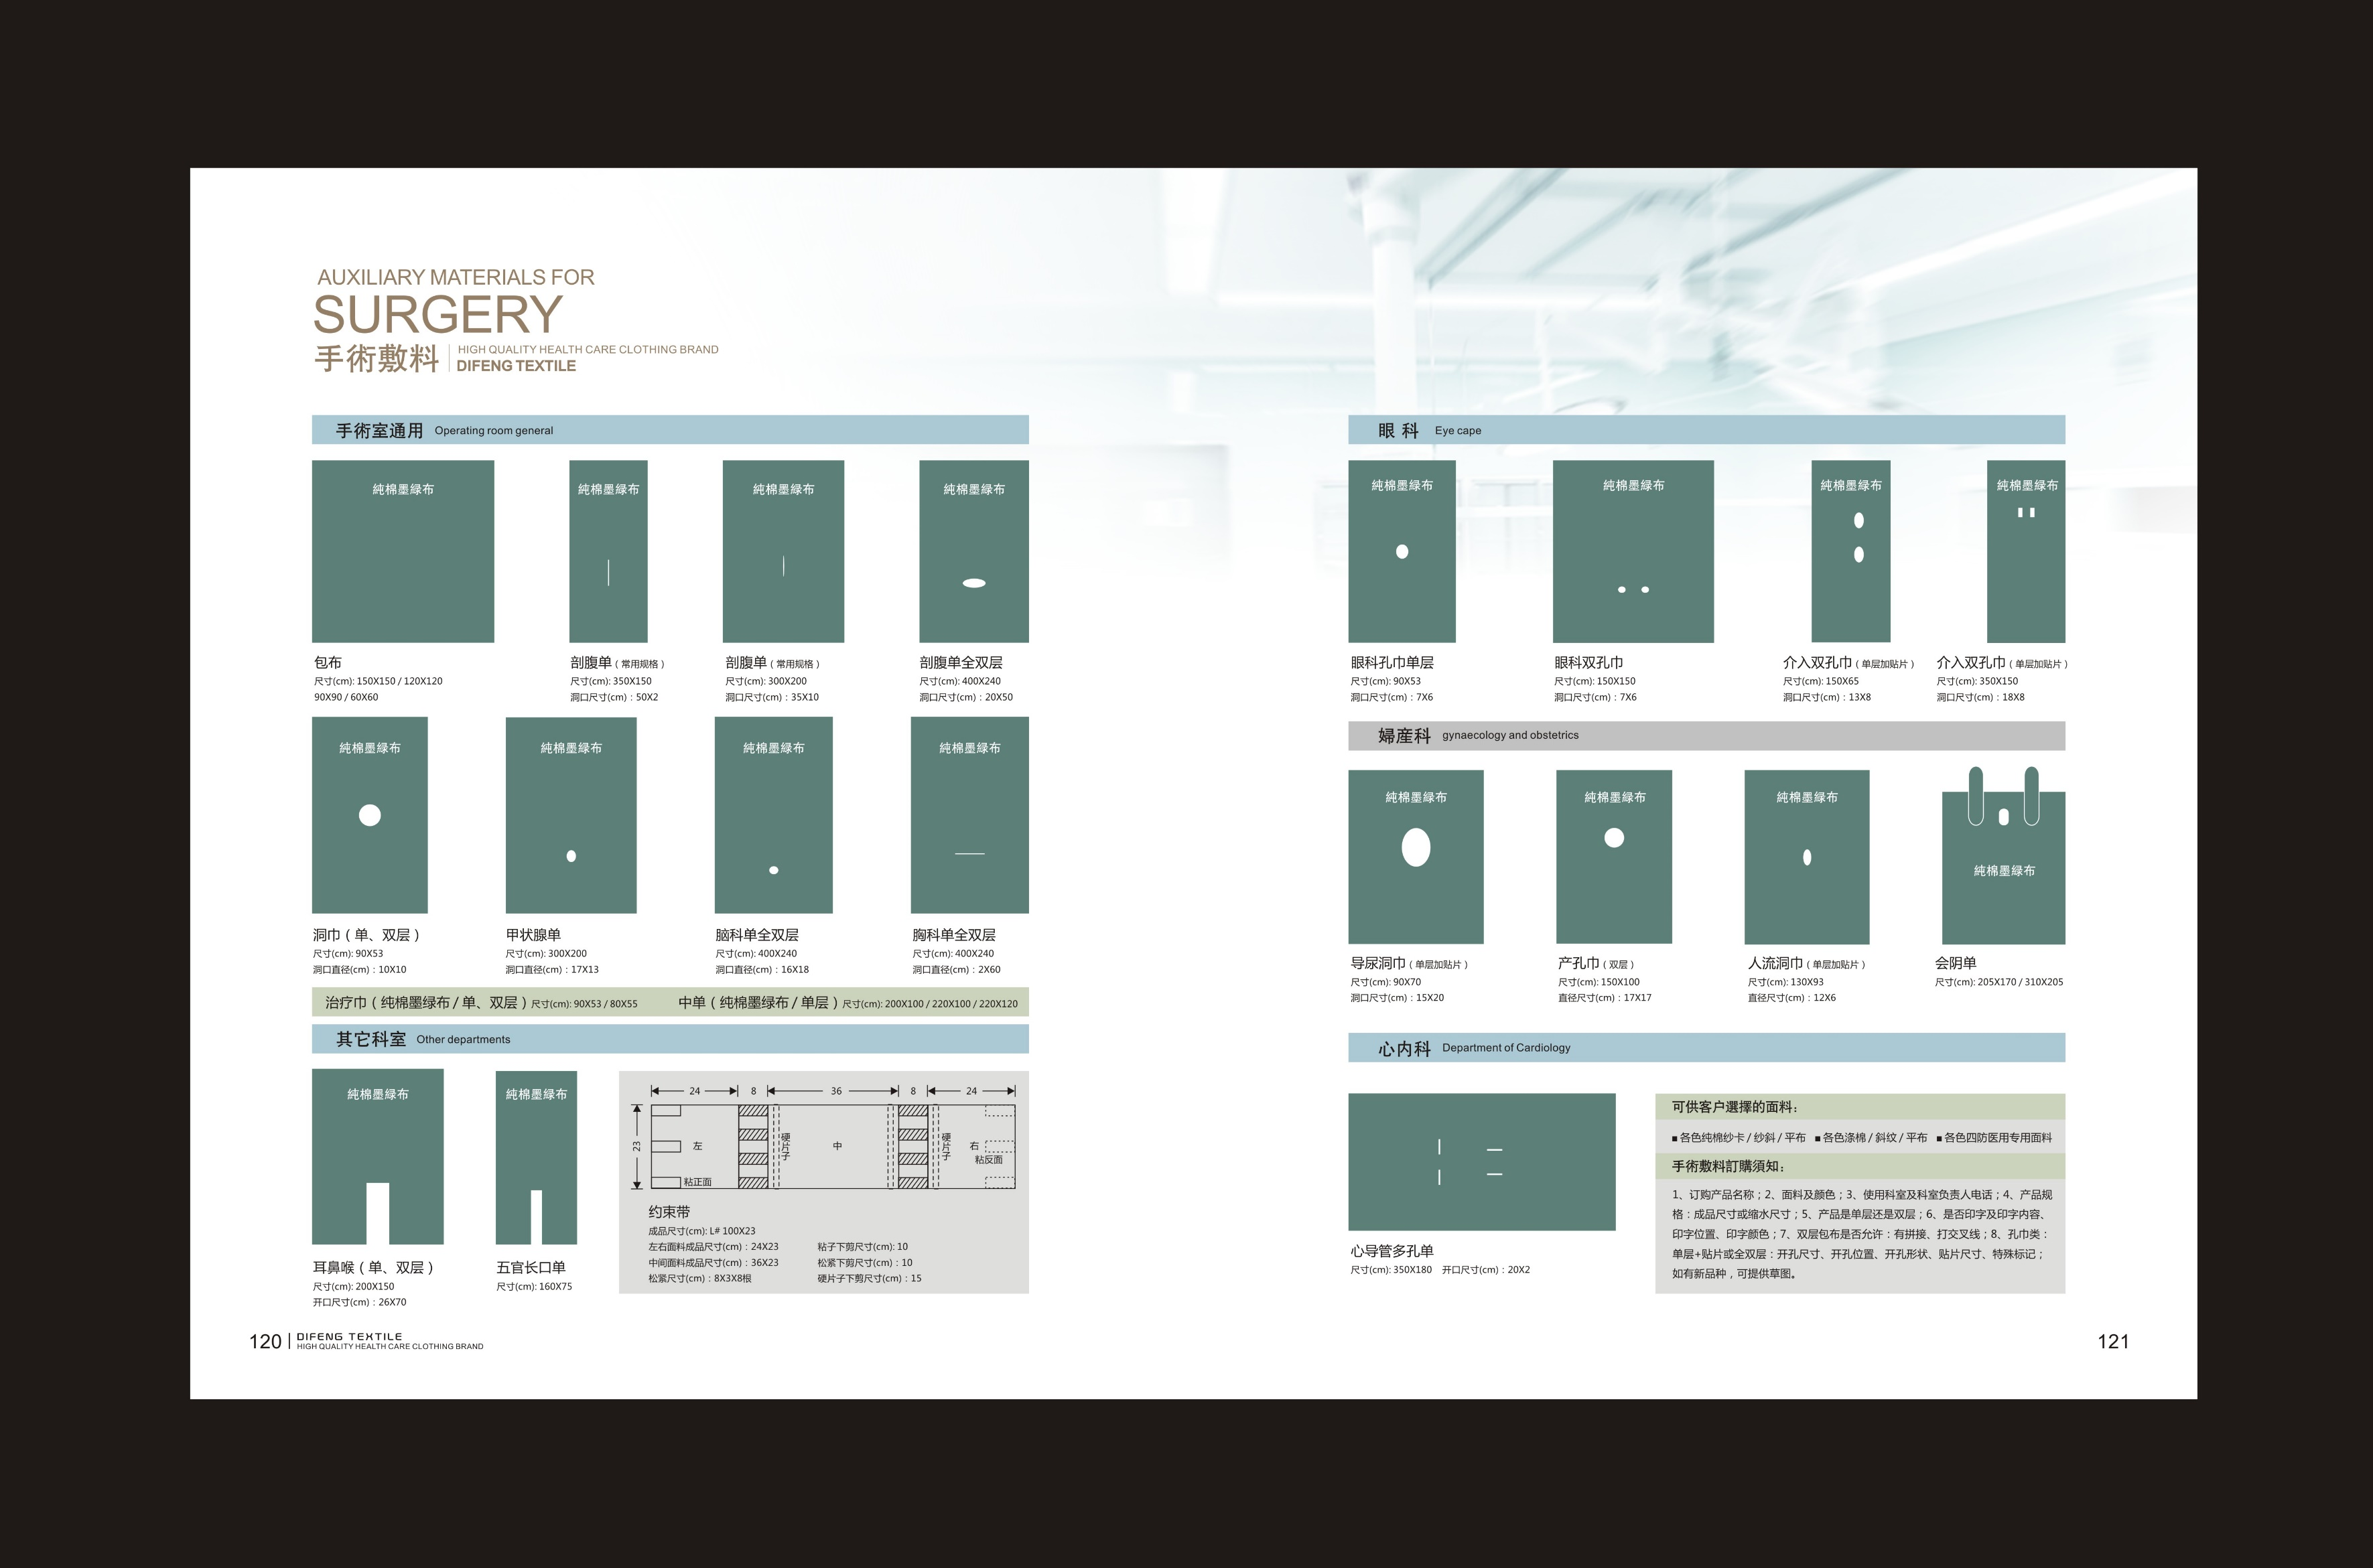 AUXILIARY MATERIALS FOR
SURGERY
手術敷料
HIGH QUALITY HEALTH CARE CLOTHING BRAND
DIFENG TEXTILE
手術室通用 Operating room general
純棉墨緑布
純棉墨緑布
純棉墨緑布
純棉墨緑布
包布
尺寸(cm): 150X150 / 120X120
90X90 / 60X60
剖腹单（常用规格）
尺寸(cm): 350X150
洞口尺寸(cm)：50X2
剖腹单（常用规格）
尺寸(cm): 300X200
洞口尺寸(cm)：35X10
剖腹单全双层
尺寸(cm): 400X240
洞口尺寸(cm)：20X50
純棉墨緑布
純棉墨緑布
純棉墨緑布
純棉墨緑布
洞巾（单、双层）
尺寸(cm): 90X53
洞口直径(cm)：10X10
甲状腺单
尺寸(cm): 300X200
洞口直径(cm)：17X13
脑科单全双层
尺寸(cm): 400X240
洞口直径(cm)：16X18
胸科单全双层
尺寸(cm): 400X240
洞口直径(cm)：2X60
治疗巾（纯棉墨绿布 / 单、双层）尺寸(cm): 90X53 / 80X55 中单（纯棉墨绿布 / 单层）尺寸(cm): 200X100 / 220X100 / 220X120
其它科室 Other departments
純棉墨緑布
純棉墨緑布
耳鼻喉（单、双层）
尺寸(cm): 200X150
开口尺寸(cm)：26X70
五官长口单
尺寸(cm): 160X75
24 8 36 8 24
23
左
硬片子
中
硬片子
右
粘反面
粘正面
约束带
成品尺寸(cm): L# 100X23
左右面料成品尺寸(cm)：24X23 粘子下剪尺寸(cm): 10
中间面料成品尺寸(cm)：36X23 松紧下剪尺寸(cm)：10
松紧尺寸(cm)：8X3X8根 硬片子下剪尺寸(cm)：15
120 DIFENG TEXTILE
HIGH QUALITY HEALTH CARE CLOTHING BRAND
眼 科 Eye cape
純棉墨緑布
純棉墨緑布
純棉墨緑布
純棉墨緑布
眼科孔巾单层
尺寸(cm): 90X53
洞口尺寸(cm)：7X6
眼科双孔巾
尺寸(cm): 150X150
洞口尺寸(cm)：7X6
介入双孔巾（单层加贴片）
尺寸(cm): 150X65
洞口尺寸(cm)：13X8
介入双孔巾（单层加贴片）
尺寸(cm): 350X150
洞口尺寸(cm)：18X8
婦産科 gynaecology and obstetrics
純棉墨緑布
純棉墨緑布
純棉墨緑布
純棉墨緑布
导尿洞巾（单层加贴片）
尺寸(cm): 90X70
洞口尺寸(cm)：15X20
产孔巾（双层）
尺寸(cm): 150X100
直径尺寸(cm)：17X17
人流洞巾（单层加贴片）
尺寸(cm): 130X93
直径尺寸(cm)：12X6
会阴单
尺寸(cm): 205X170 / 310X205
心内科 Department of Cardiology
心导管多孔单
尺寸(cm): 350X180 开口尺寸(cm)：20X2
可供客户選擇的面料：
■ 各色纯棉纱卡 / 纱斜 / 平布 ■ 各色涤棉 / 斜纹 / 平布 ■ 各色四防医用专用面料
手術敷料訂購須知：
1、订购产品名称；2、面料及颜色；3、使用科室及科室负责人电话；4、产品规
格：成品尺寸或缩水尺寸；5、产品是单层还是双层；6、是否印字及印字内容、
印字位置、印字颜色；7、双层包布是否允许：有拼接、打交叉线；8、孔巾类：
单层+贴片或全双层：开孔尺寸、开孔位置、开孔形状、贴片尺寸、特殊标记；
如有新品种，可提供草图。
121